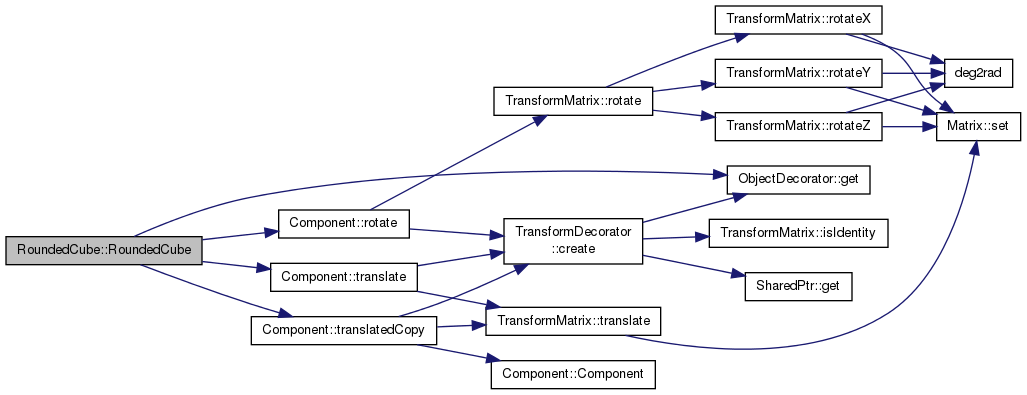 TransformMatrix::rotateX
TransformMatrix::rotateY
deg2rad
TransformMatrix::rotate
TransformMatrix::rotateZ
Matrix::set
ObjectDecorator::get
Component::rotate
TransformDecorator
::create
TransformMatrix::isIdentity
RoundedCube::RoundedCube
Component::translate
SharedPtr::get
Component::translatedCopy
TransformMatrix::translate
Component::Component